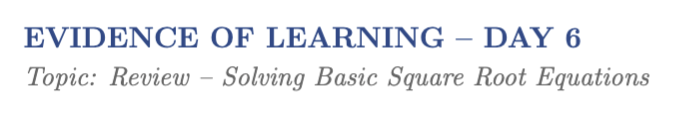 EVIDENCE OF LEARNING – DAY 6
Topic: Review – Solving Basic Square Root Equations